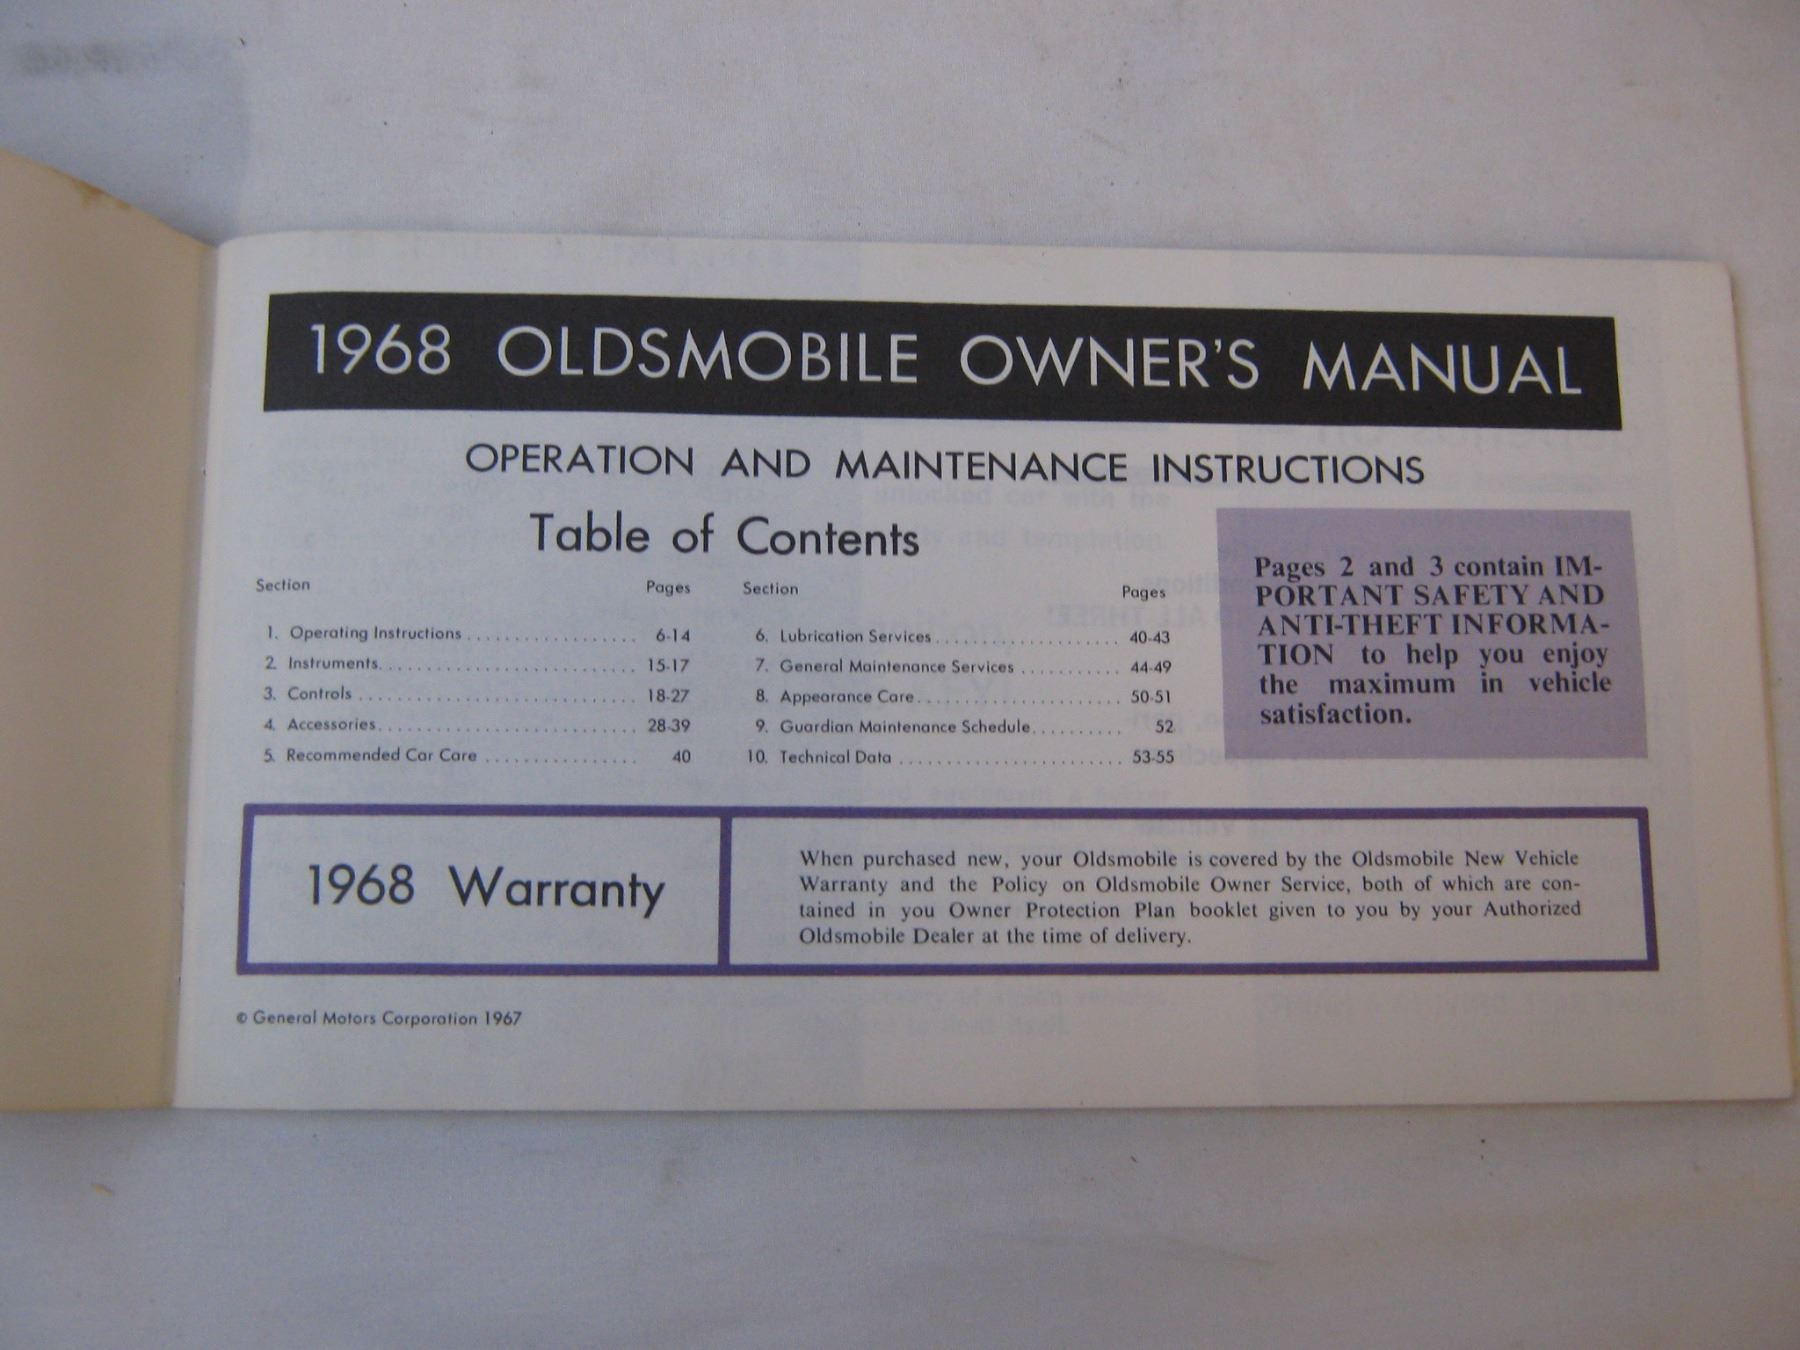 1968 OLDSMOBILE OWNER'S MANUAL
OPERATION AND MAINTENANCE INSTRUCTIONS
Table of Contents
Section Pages
1. Operating Instructions . . . . . . . . . . . . . . . . . 6-14
2. Instruments. . . . . . . . . . . . . . . . . . . . . . . . . . 15-17
3. Controls . . . . . . . . . . . . . . . . . . . . . . . . . . . . 18-27
4. Accessories. . . . . . . . . . . . . . . . . . . . . . . . . . 28-39
5. Recommended Car Care . . . . . . . . . . . . . . . 40
Section Pages
6. Lubrication Services . . . . . . . . . . . . . . . . . . . 40-43
7. General Maintenance Services . . . . . . . . . . . 44-49
8. Appearance Care . . . . . . . . . . . . . . . . . . . . . 50-51
9. Guardian Maintenance Schedule. . . . . . . . . . 52
10. Technical Data . . . . . . . . . . . . . . . . . . . . . . . 53-55
Pages 2 and 3 contain IM-
PORTANT SAFETY AND
ANTI-THEFT INFORMA-
TION to help you enjoy
the maximum in vehicle
satisfaction.
1968 Warranty
When purchased new, your Oldsmobile is covered by the Oldsmobile New Vehicle
Warranty and the Policy on Oldsmobile Owner Service, both of which are con-
tained in you Owner Protection Plan booklet given to you by your Authorized
Oldsmobile Dealer at the time of delivery.
© General Motors Corporation 1967